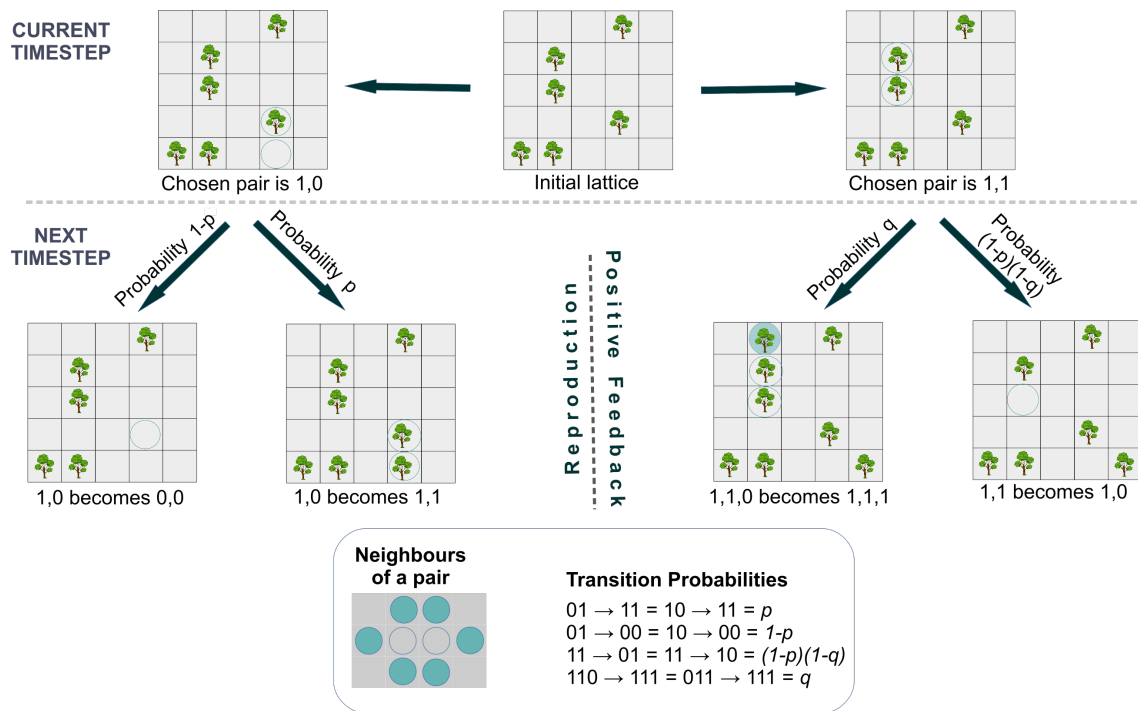 CURRENT
TIMESTEP
Chosen pair is 1,0
Initial lattice
Chosen pair is 1,1
NEXT
TIMESTEP
Probability 1-p
Probability p
Reproduction
Positive Feedback
Probability q
Probability
(1-p)(1-q)
1,0 becomes 0,0
1,0 becomes 1,1
1,1,0 becomes 1,1,1
1,1 becomes 1,0
Neighbours
of a pair
Transition Probabilities
01 → 11 = 10 → 11 = p
01 → 00 = 10 → 00 = 1-p
11 → 01 = 11 → 10 = (1-p)(1-q)
110 → 111 = 011 → 111 = q